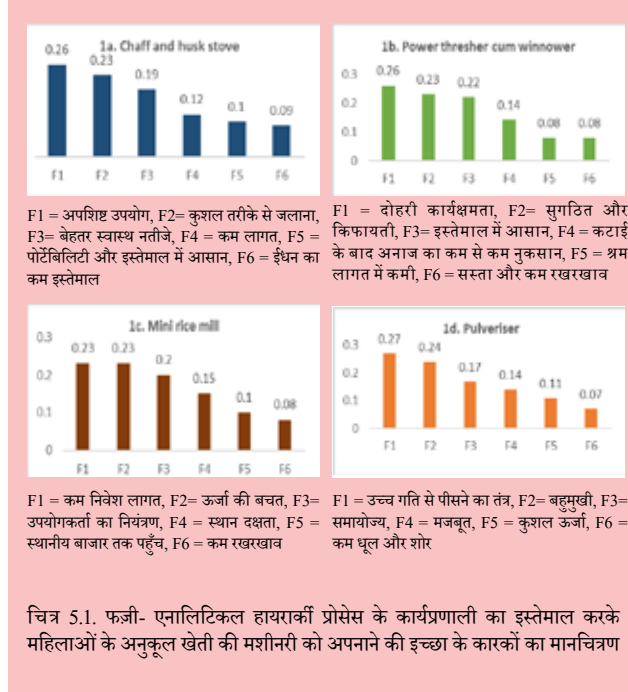 1a. Chaff and husk stove
0.26
0.23
0.19
0.12
0.1
0.09
F1 F2 F3 F4 F5 F6
F1 = अपशिष्ट उपयोग, F2= कुशल तरीके से जलाना,
F3= बेहतर स्वास्थ नतीजे, F4 = कम लागत, F5 =
पोर्टेबिलिटी और इस्तेमाल में आसान, F6 = ईंधन का
कम इस्तेमाल
1b. Power thresher cum winnower
0.3
0.2
0.1
0
0.26
0.23
0.22
0.14
0.08
0.08
F1 F2 F3 F4 F5 F6
F1 = दोहरी कार्यक्षमता, F2= सुगठित और
किफायती, F3= इस्तेमाल में आसान, F4 = कटाई
के बाद अनाज का कम से कम नुकसान, F5 = श्रम
लागत में कमी, F6 = सस्ता और कम रखरखाव
1c. Mini rice mill
0.3
0.2
0.1
0
0.23
0.23
0.2
0.15
0.1
0.08
F1 F2 F3 F4 F5 F6
F1 = कम निवेश लागत, F2= ऊर्जा की बचत, F3=
उपयोगकर्ता का नियंत्रण, F4 = स्थान दक्षता, F5 =
स्थानीय बाजार तक पहुँच, F6 = कम रखरखाव
1d. Pulveriser
0.3
0.2
0.1
0
0.27
0.24
0.17
0.14
0.11
0.07
F1 F2 F3 F4 F5 F6
F1 = उच्च गति से पीसने का तंत्र, F2= बहुमुखी, F3=
समायोज्य, F4 = मजबूत, F5 = कुशल ऊर्जा, F6 =
कम धूल और शोर
चित्र 5.1. फज़ी- एनालिटिकल हायरार्की प्रोसेस के कार्यप्रणाली का इस्तेमाल करके
महिलाओं के अनुकूल खेती की मशीनरी को अपनाने की इच्छा के कारकों का मानचित्रण